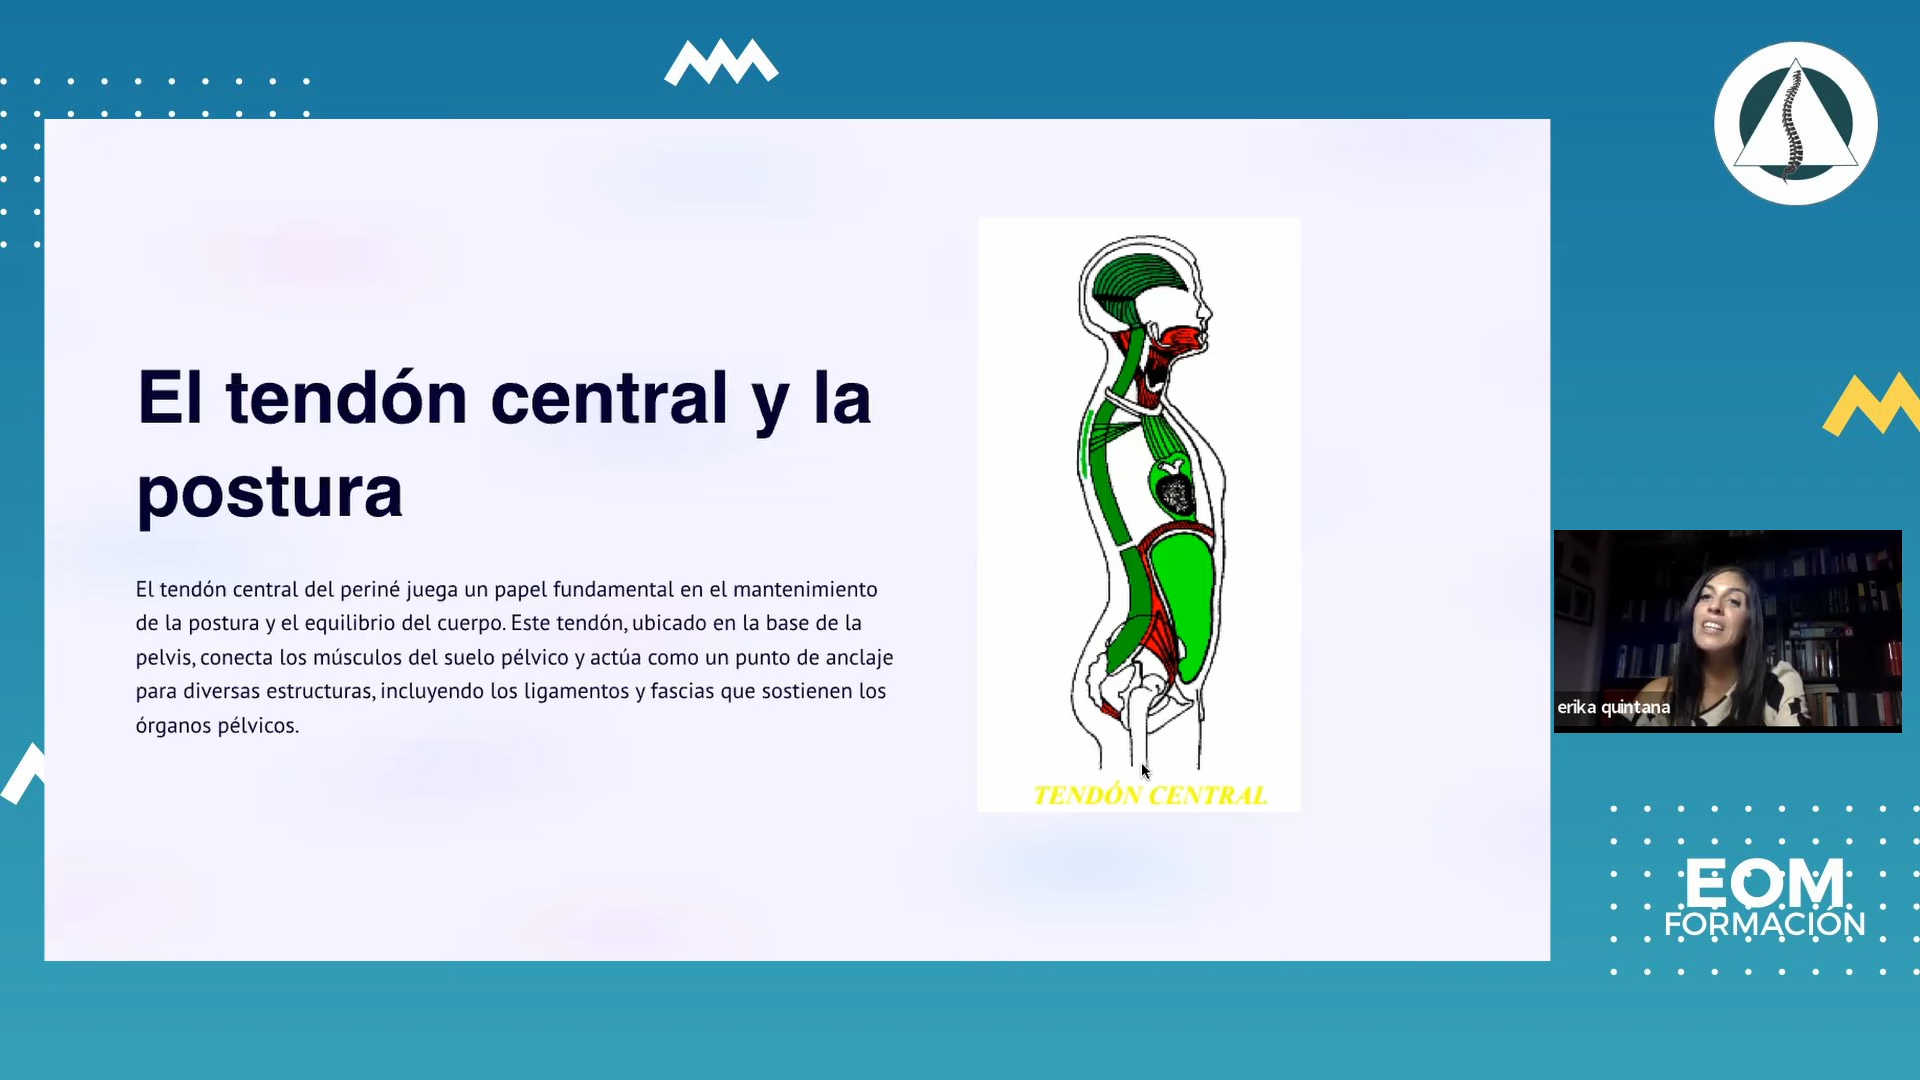 El tendón central y la
postura
El tendón central del periné juega un papel fundamental en el mantenimiento
de la postura y el equilibrio del cuerpo. Este tendón, ubicado en la base de la
pelvis, conecta los músculos del suelo pélvico y actúa como un punto de anclaje
para diversas estructuras, incluyendo los ligamentos y fascias que sostienen los
órganos pélvicos.
TENDÓN CENTRAL
erika quintana
EOM
FORMACIÓN